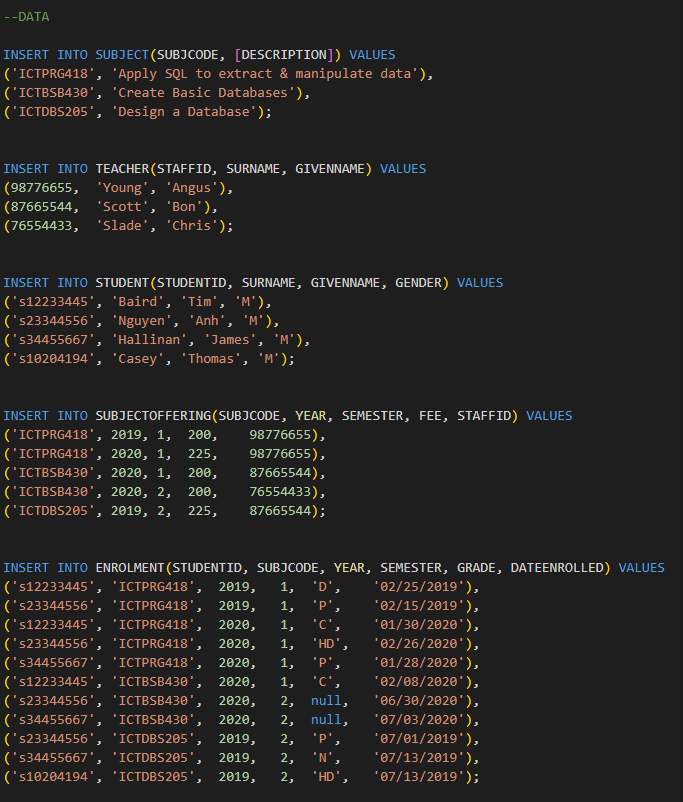 --DATA
INSERT INTO SUBJECT(SUBJCODE, [DESCRIPTION]) VALUES
('ICTPRG418', 'Apply SQL to extract & manipulate data'),
('ICTBSB430', 'Create Basic Databases'),
('ICTDBS205', 'Design a Database');
INSERT INTO TEACHER(STAFFID, SURNAME, GIVENNAME) VALUES
(98776655,  'Young', 'Angus'),
(87665544,  'Scott', 'Bon'),
(76554433,  'Slade', 'Chris');
INSERT INTO STUDENT(STUDENTID, SURNAME, GIVENNAME, GENDER) VALUES
('s12233445', 'Baird', 'Tim', 'M'),
('s23344556', 'Nguyen', 'Anh', 'M'),
('s34455667', 'Hallinan', 'James', 'M'),
('s10204194', 'Casey', 'Thomas', 'M');
INSERT INTO SUBJECTOFFERING(SUBJCODE, YEAR, SEMESTER, FEE, STAFFID) VALUES
('ICTPRG418', 2019, 1,  200,    98776655),
('ICTPRG418', 2020, 1,  225,    98776655),
('ICTBSB430', 2020, 1,  200,    87665544),
('ICTBSB430', 2020, 2,  200,    76554433),
('ICTDBS205', 2019, 2,  225,    87665544);
INSERT INTO ENROLMENT(STUDENTID, SUBJCODE, YEAR, SEMESTER, GRADE, DATEENROLLED) VALUES
('s12233445', 'ICTPRG418',  2019,   1,  'D',    '02/25/2019'),
('s23344556', 'ICTPRG418',  2019,   1,  'P',    '02/15/2019'),
('s12233445', 'ICTPRG418',  2020,   1,  'C',    '01/30/2020'),
('s23344556', 'ICTPRG418',  2020,   1,  'HD',   '02/26/2020'),
('s34455667', 'ICTPRG418',  2020,   1,  'P',    '01/28/2020'),
('s12233445', 'ICTBSB430',  2020,   1,  'C',    '02/08/2020'),
('s23344556', 'ICTBSB430',  2020,   2,  null,   '06/30/2020'),
('s34455667', 'ICTBSB430',  2020,   2,  null,   '07/03/2020'),
('s23344556', 'ICTDBS205',  2019,   2,  'P',    '07/01/2019'),
('s34455667', 'ICTDBS205',  2019,   2,  'N',    '07/13/2019'),
('s10204194', 'ICTDBS205',  2019,   2,  'HD',   '07/13/2019');